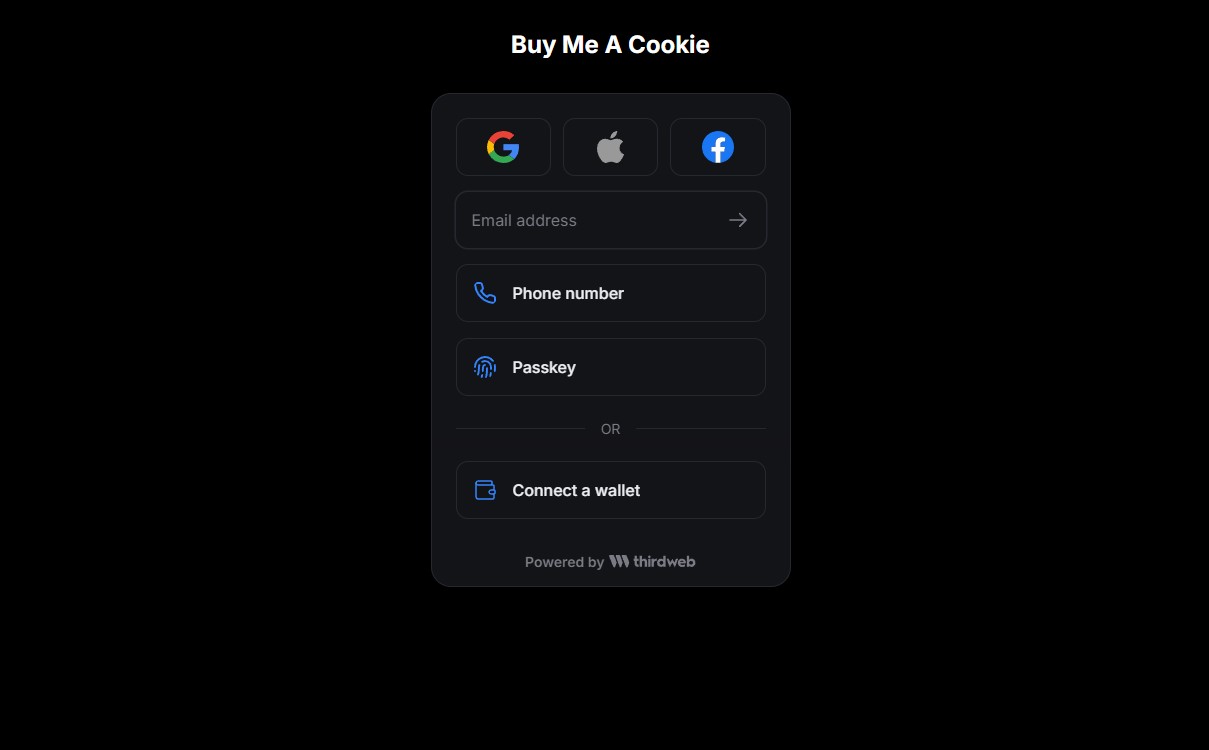 Buy Me A Cookie
Email address
Phone number
Passkey
OR
Connect a wallet
Powered by thirdweb